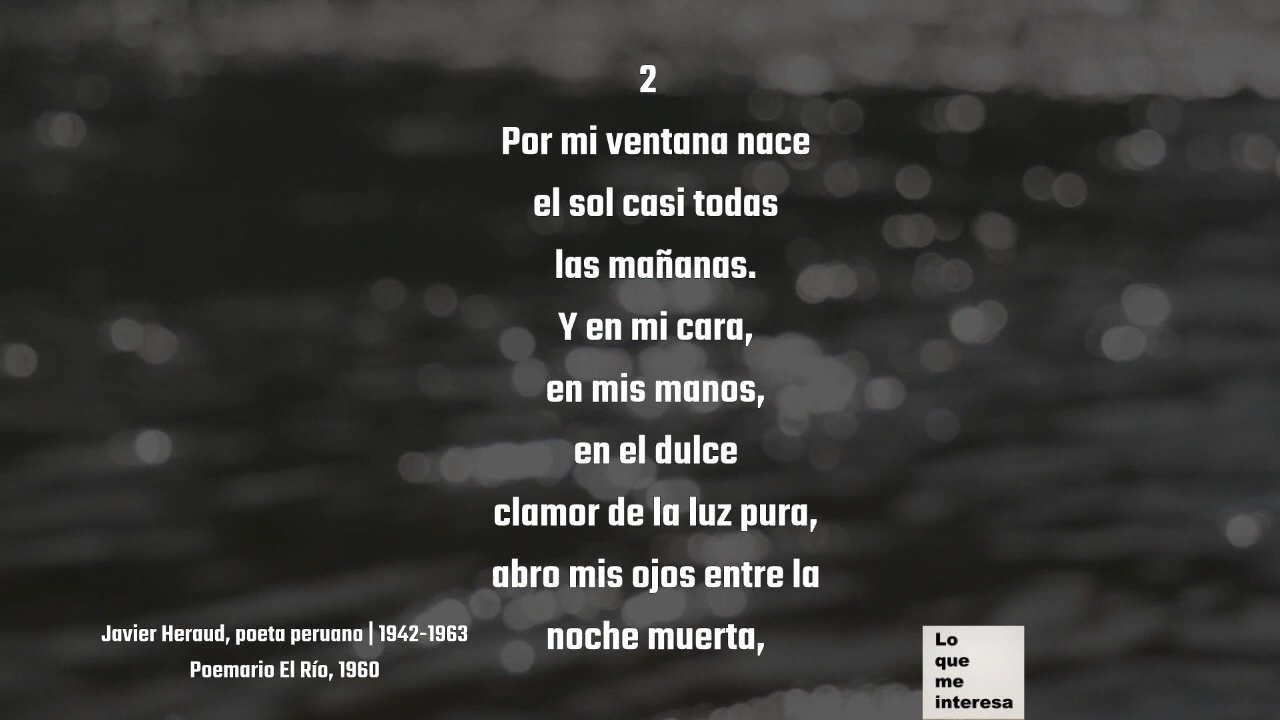 2
Por mi ventana nace
el sol casi todas
las mañanas.
Y en mi cara,
en mis manos,
en el dulce
clamor de la luz pura,
abro mis ojos entre la
noche muerta,
Javier Heraud, poeta peruano | 1942-1963
Poemario El Río, 1960
Lo
que
me
interesa